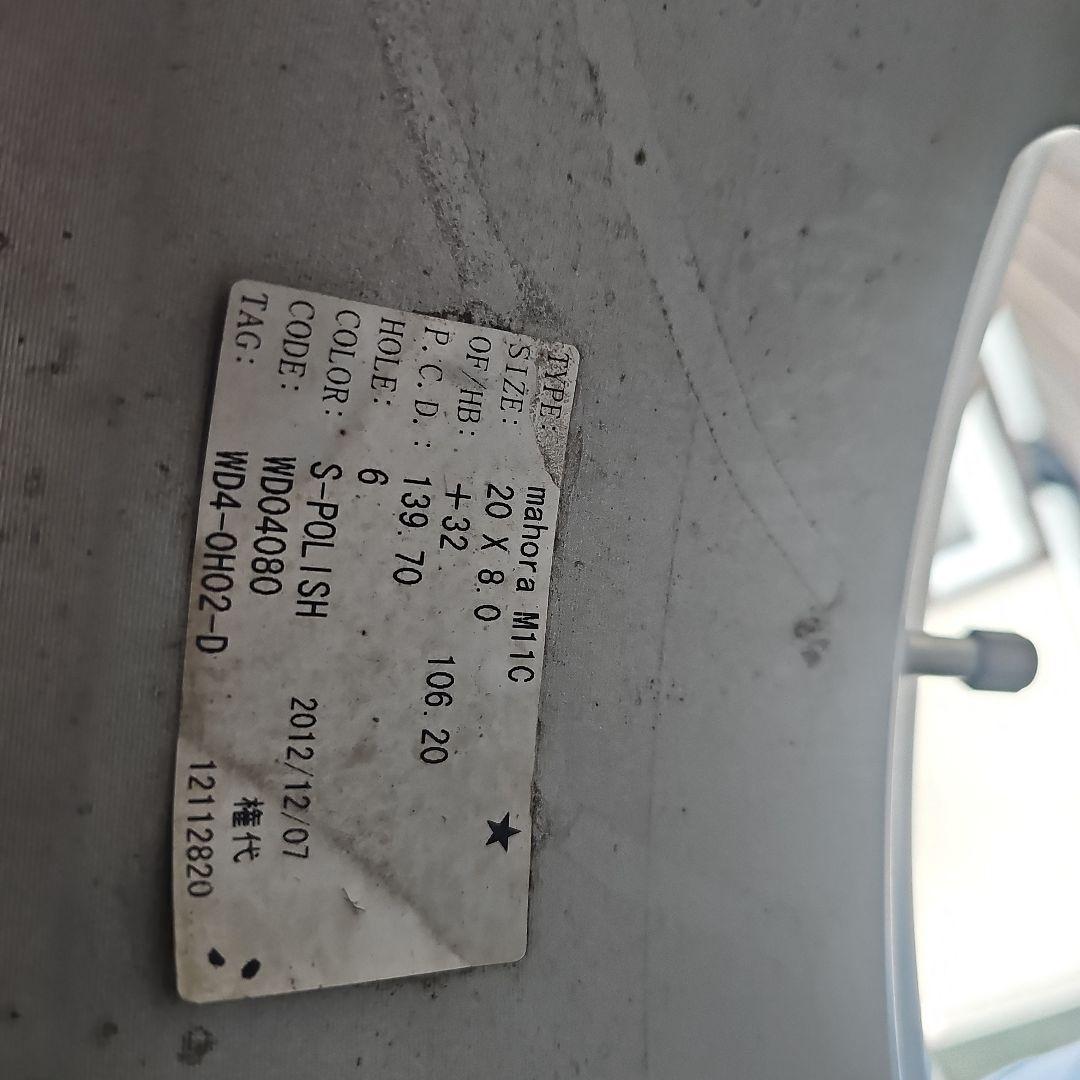 TYPE: mahora M11C
SIZE: 20 X 8.0 ★
OF/HB: +32 106.20
P.C.D.: 139.70
HOLE: 6
COLOR: S-POLISH 2012/12/07
CODE: WD04080 権代
TAG: WD4-0H02-D 12112820